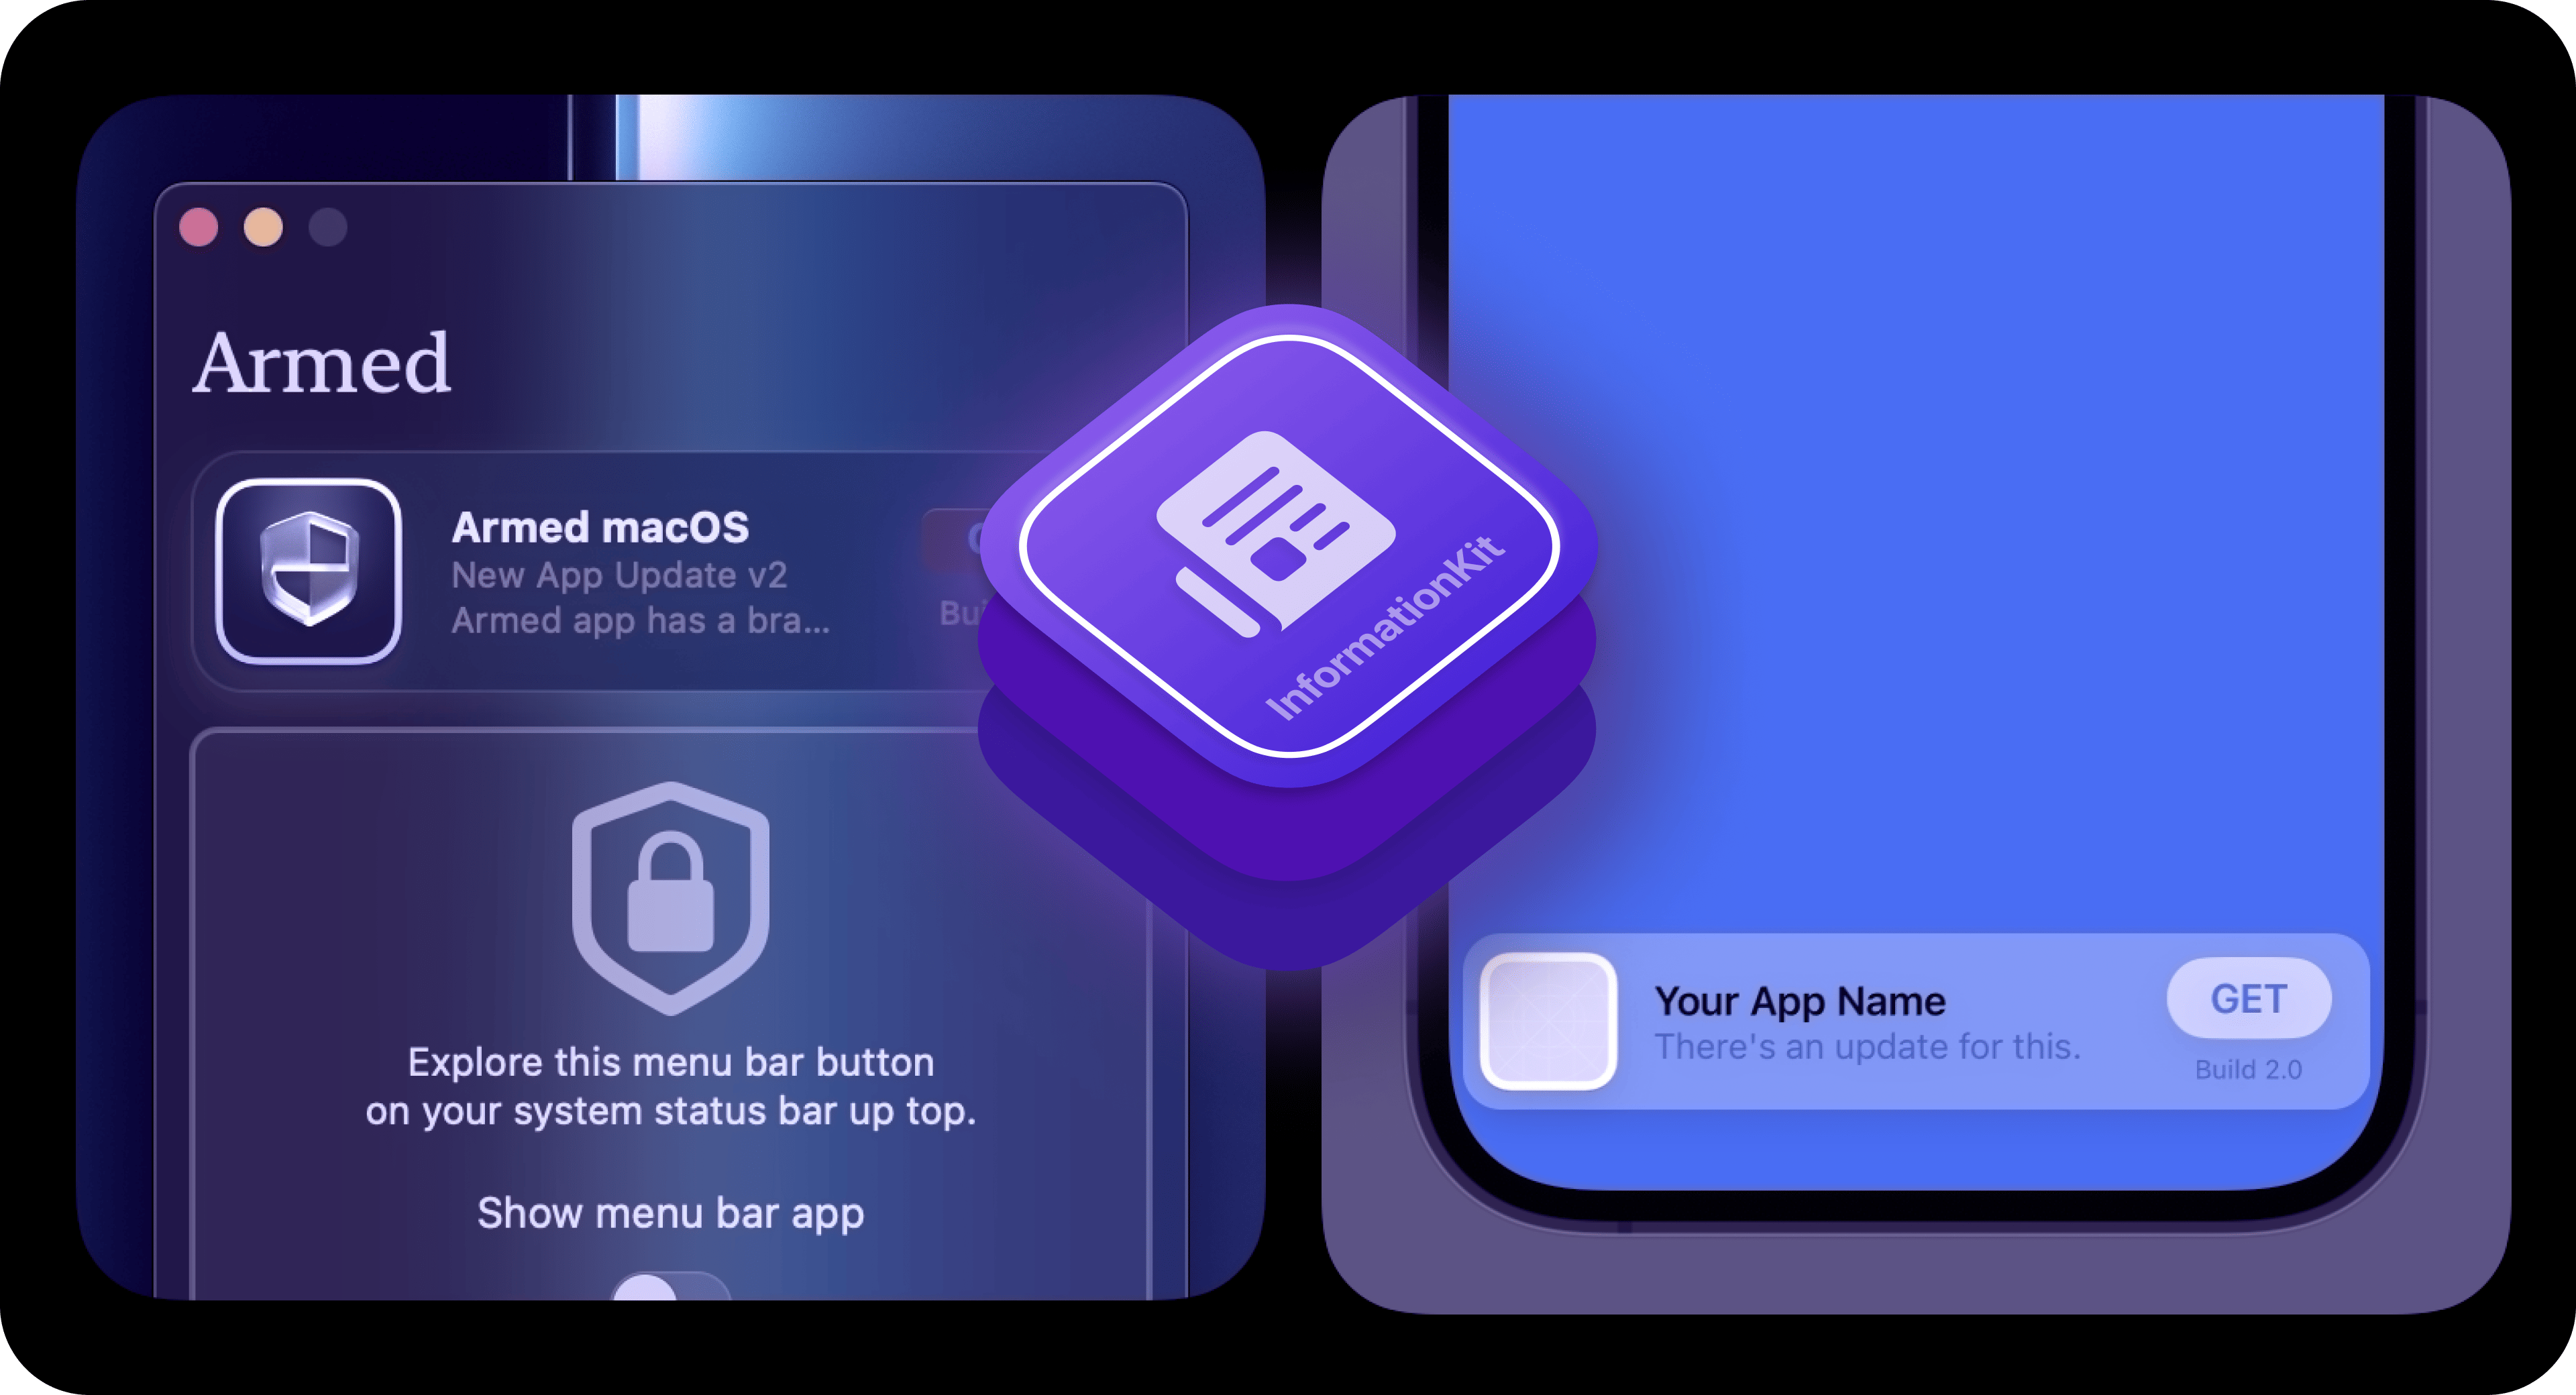 Armed
Armed macOS
New App Update v2
Armed app has a bra...
Explore this menu bar button
on your system status bar up top.
Show menu bar app
InformationKit
Your App Name
There's an update for this.
GET
Build 2.0